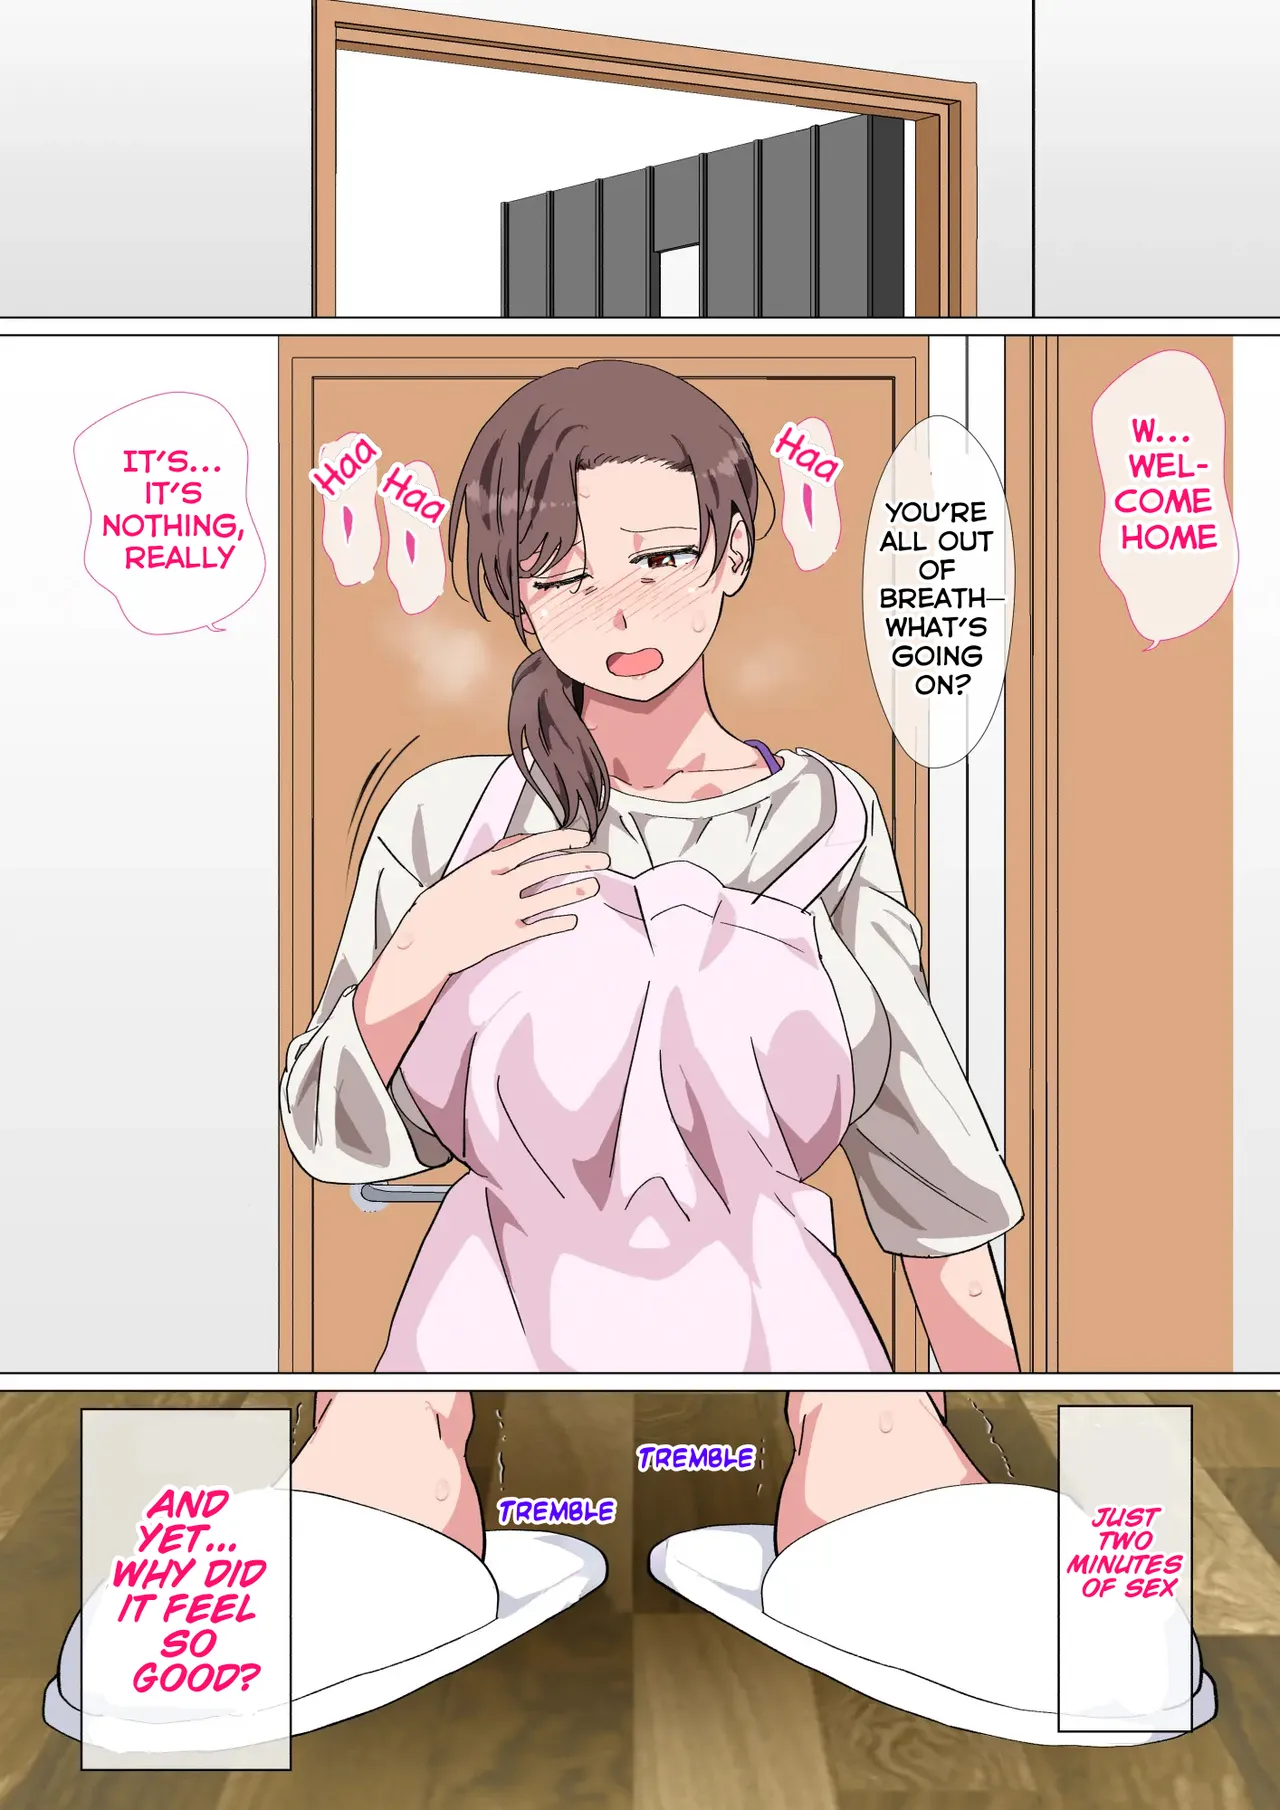 W...
WEL-
COME
HOME
YOU'RE
ALL OUT
OF
BREATH—
WHAT'S
GOING
ON?
Haa
Haa
Haa
IT'S...
IT'S
NOTHING,
REALLY
JUST
TWO
MINUTES
OF SEX
TREMBLE
TREMBLE
AND
YET...
WHY DID
IT FEEL
SO
GOOD?